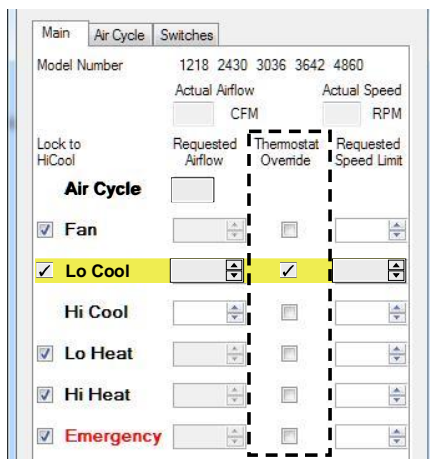 Main Air Cycle Switches
Model Number 1218 2430 3036 3642 4860
Actual Airflow Actual Speed
CFM RPM
Lock to Requested Thermostat Requested
HiCool Airflow Override Speed Limit
Air Cycle
Fan
Lo Cool
Hi Cool
Lo Heat
Hi Heat
Emergency